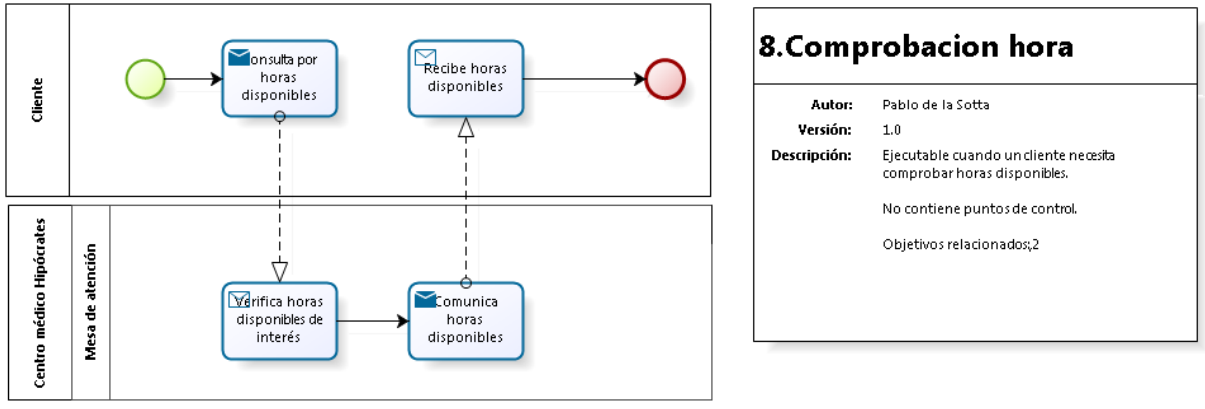 Cliente
Consulta por
horas
disponibles
Recibe horas
disponibles
Centro médico Hipócrates
Mesa de atención
Verifica horas
disponibles de
interés
Comunica
horas
disponibles
8.Comprobacion hora
Autor: Pablo de la Sotta
Versión: 1.0
Descripción: Ejecutable cuando un cliente necesita
comprobar horas disponibles.
No contiene puntos de control.
Objetivos relacionados;,2